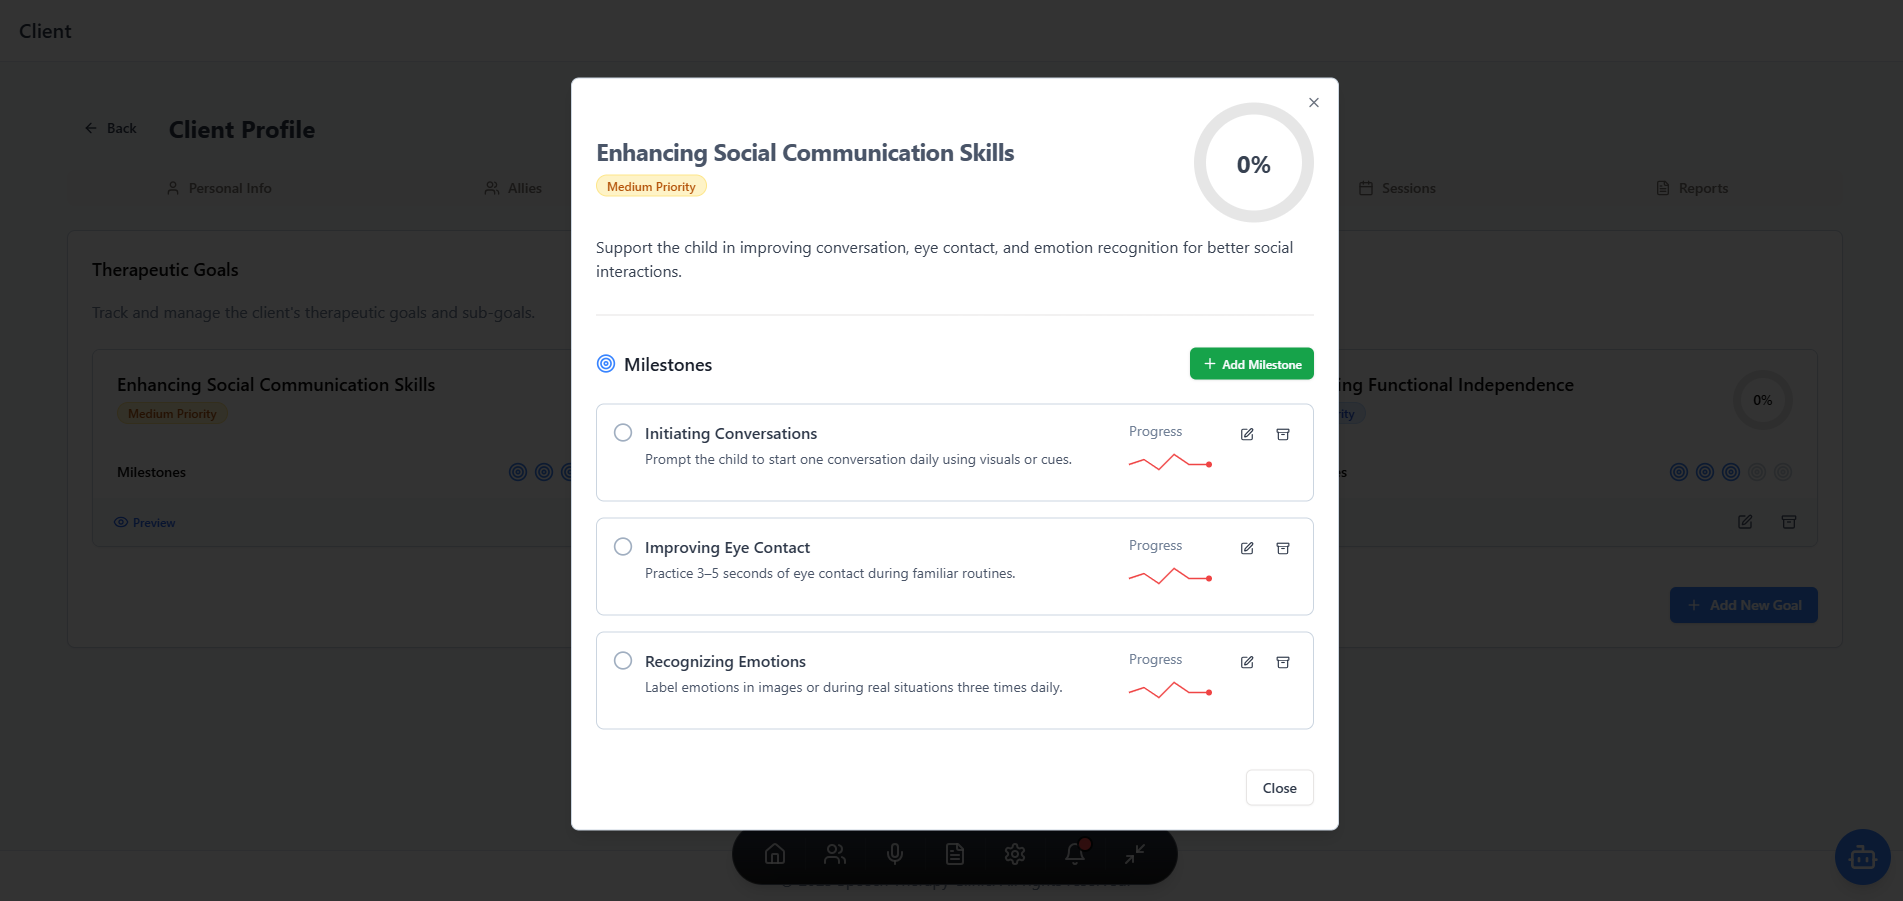 Client
Back
Client Profile
Personal Info
Allies
Sessions
Reports
Therapeutic Goals
Track and manage the client's therapeutic goals and sub-goals.
Enhancing Social Communication Skills
Medium Priority
Milestones
Preview
ing Functional Independence
0%
Add New Goal
Enhancing Social Communication Skills
Medium Priority
0%
Support the child in improving conversation, eye contact, and emotion recognition for better social
interactions.
Milestones
Add Milestone
Initiating Conversations
Progress
Prompt the child to start one conversation daily using visuals or cues.
Improving Eye Contact
Progress
Practice 3–5 seconds of eye contact during familiar routines.
Recognizing Emotions
Progress
Label emotions in images or during real situations three times daily.
Close